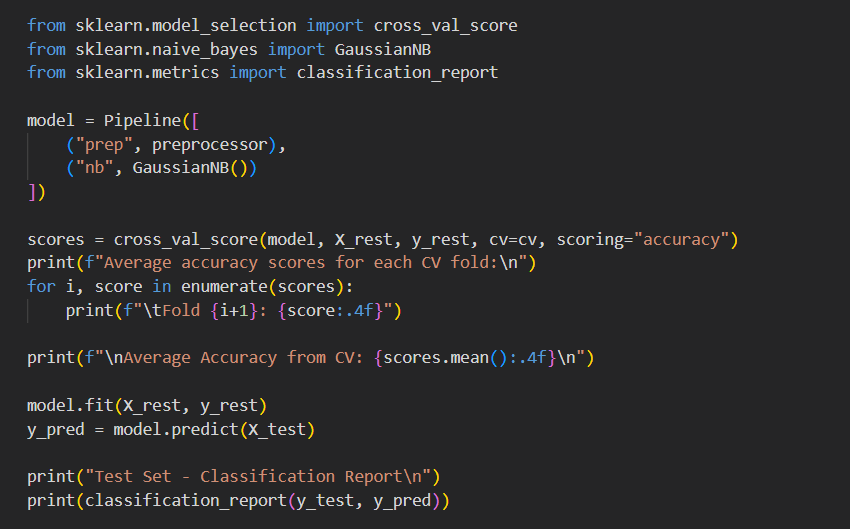 from sklearn.model_selection import cross_val_score
from sklearn.naive_bayes import GaussianNB
from sklearn.metrics import classification_report

model = Pipeline([
    ("prep", preprocessor),
    ("nb", GaussianNB())
])

scores = cross_val_score(model, X_rest, y_rest, cv=cv, scoring="accuracy")
print(f"Average accuracy scores for each CV fold:\n")
for i, score in enumerate(scores):
    print(f"\tFold {i+1}: {score:.4f}")

print(f"\nAverage Accuracy from CV: {scores.mean():.4f}\n")

model.fit(X_rest, y_rest)
y_pred = model.predict(X_test)

print("Test Set - Classification Report\n")
print(classification_report(y_test, y_pred))